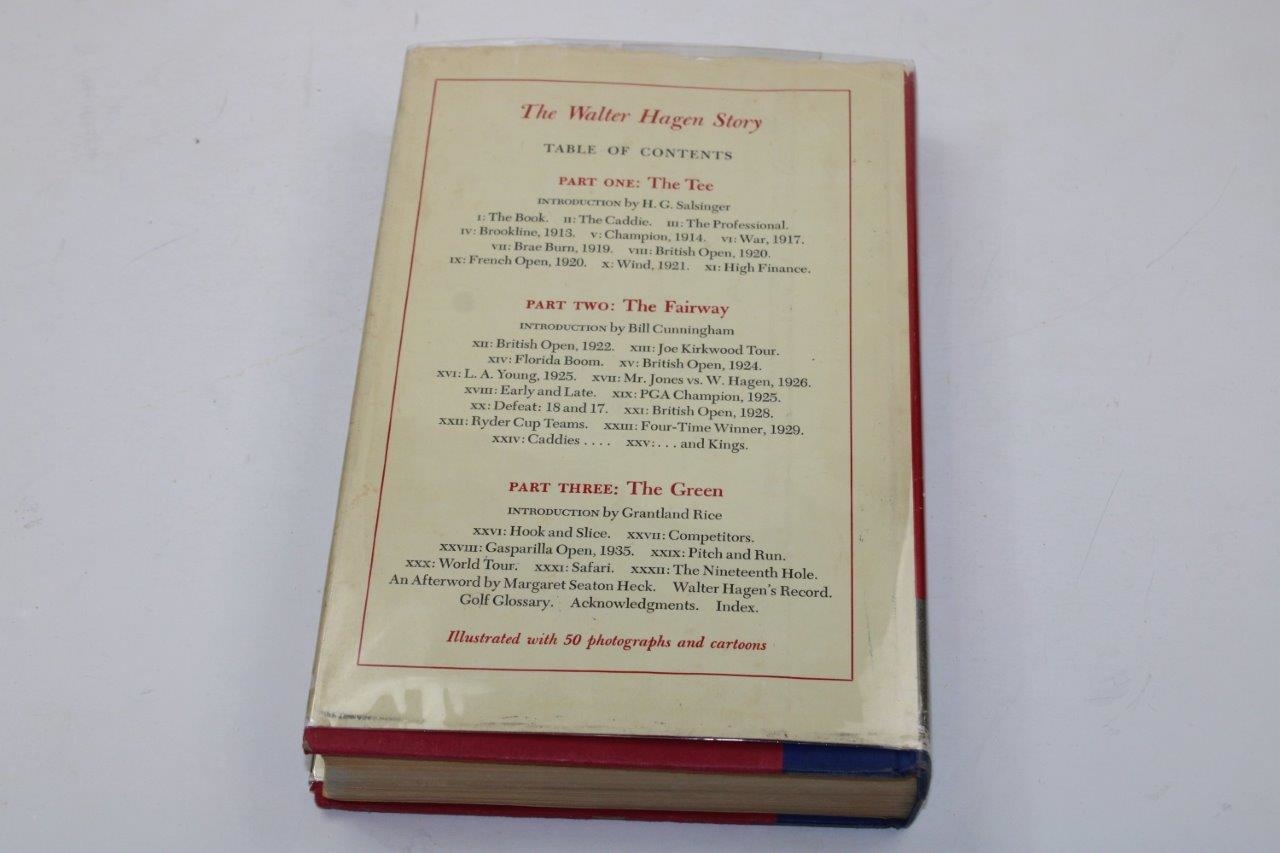 The Walter Hagen Story
TABLE OF CONTENTS
PART ONE: The Tee
INTRODUCTION by H. G. Salsinger
I: The Book. II: The Caddie. III: The Professional.
IV: Brookline, 1913. V: Champion, 1914. VI: War, 1917.
VII: Brae Burn, 1919. VIII: British Open, 1920.
IX: French Open, 1920. X: Wind, 1921. XI: High Finance.
PART TWO: The Fairway
INTRODUCTION by Bill Cunningham
XII: British Open, 1922. XIII: Joe Kirkwood Tour.
XIV: Florida Boom. XV: British Open, 1924.
XVI: L. A. Young, 1925. XVII: Mr. Jones vs. W. Hagen, 1926.
XVIII: Early and Late. XIX: PGA Champion, 1925.
XX: Defeat: 18 and 17. XXI: British Open, 1928.
XXII: Ryder Cup Teams. XXIII: Four-Time Winner, 1929.
XXIV: Caddies . . . . XXV: . . . and Kings.
PART THREE: The Green
INTRODUCTION by Grantland Rice
XXVI: Hook and Slice. XXVII: Competitors.
XXVIII: Gasparilla Open, 1935. XXIX: Pitch and Run.
XXX: World Tour. XXXI: Safari. XXXII: The Nineteenth Hole.
An Afterword by Margaret Seaton Heck. Walter Hagen's Record.
Golf Glossary. Acknowledgments. Index.
Illustrated with 50 photographs and cartoons